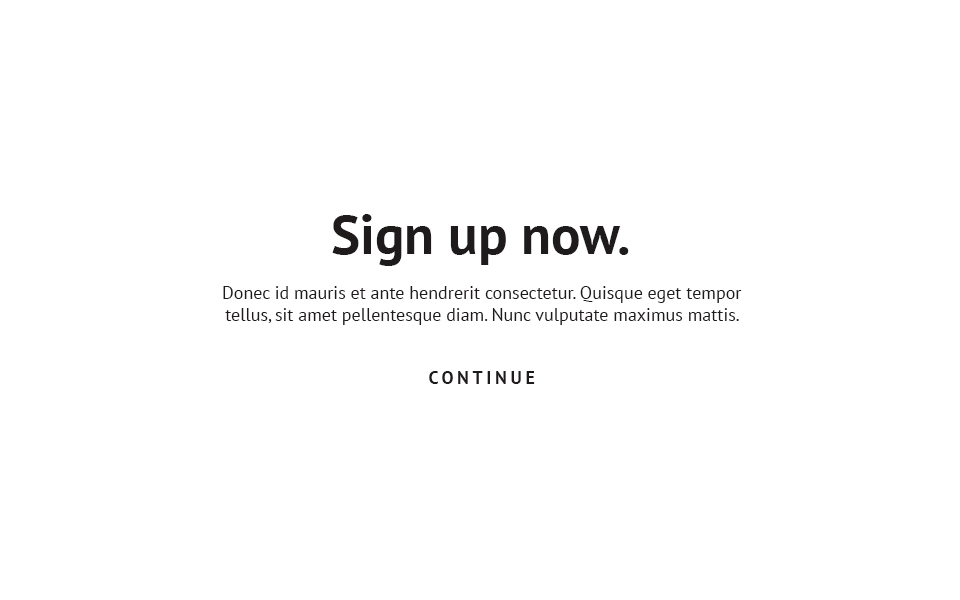 Sign up now.
Donec id mauris et ante hendrerit consectetur. Quisque eget tempor
tellus, sit amet pellentesque diam. Nunc vulputate maximus mattis.
CONTINUE